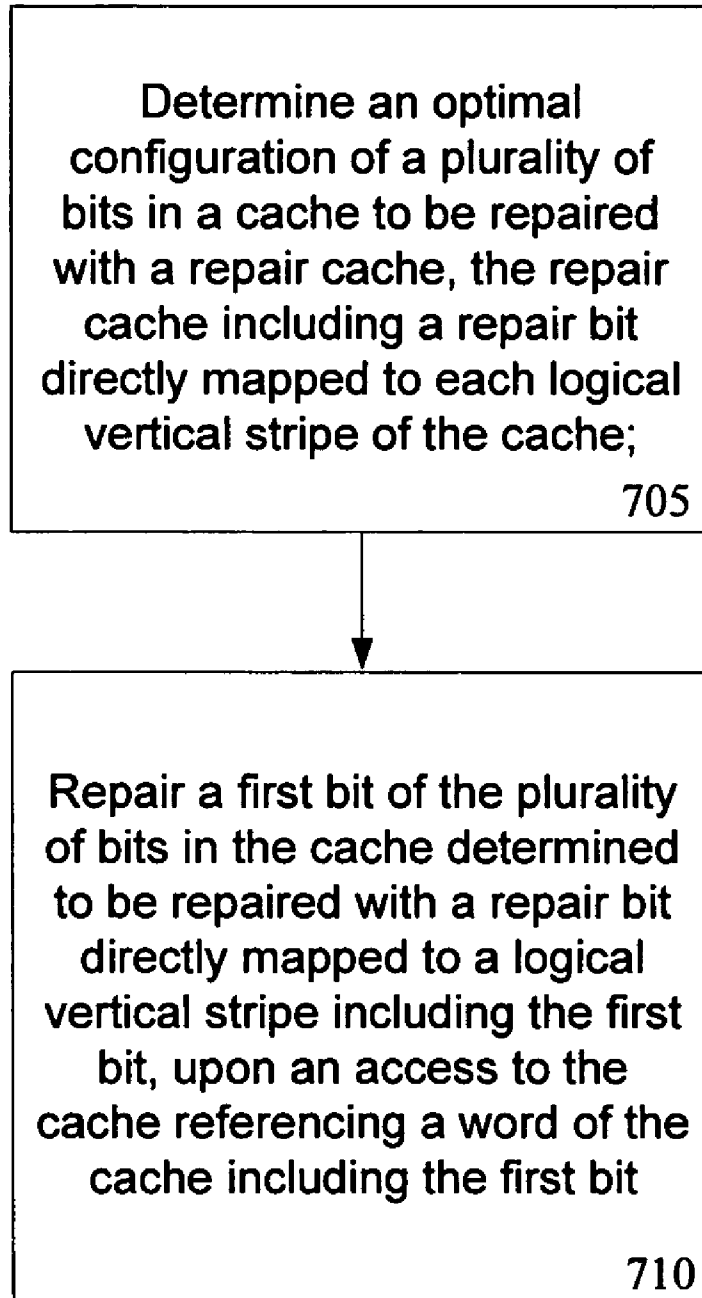 Determine an optimal
configuration of a plurality of
bits in a cache to be repaired
with a repair cache, the repair
cache including a repair bit
directly mapped to each logical
vertical stripe of the cache;
705
Repair a first bit of the plurality
of bits in the cache determined
to be repaired with a repair bit
directly mapped to a logical
vertical stripe including the first
bit, upon an access to the
cache referencing a word of the
cache including the first bit
710